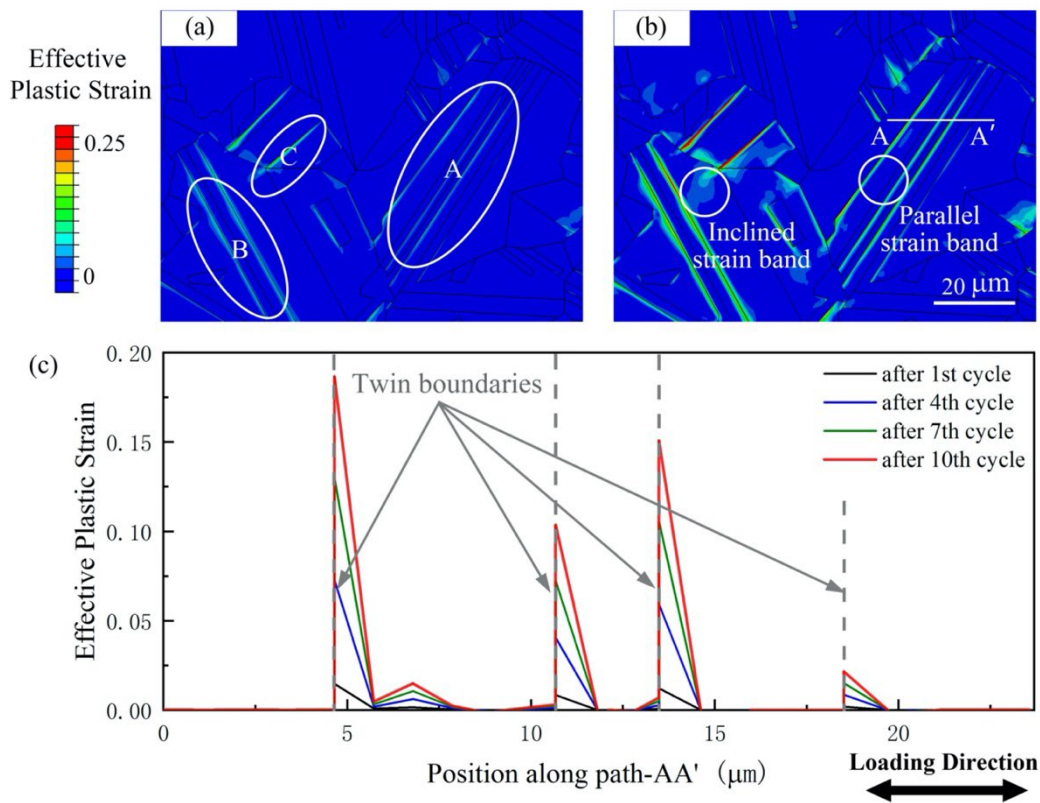 Effective
Plastic Strain
0.25
0
(a)
A
B
C
(b)
A
A'
Inclined
strain band
Parallel
strain band
20 μm
(c)
Effective Plastic Strain
0.20
0.15
0.10
0.05
0.00
Twin boundaries
after 1st cycle
after 4th cycle
after 7th cycle
after 10th cycle
0
5
10
15
20
Position along path-AA' (μm)
Loading Direction